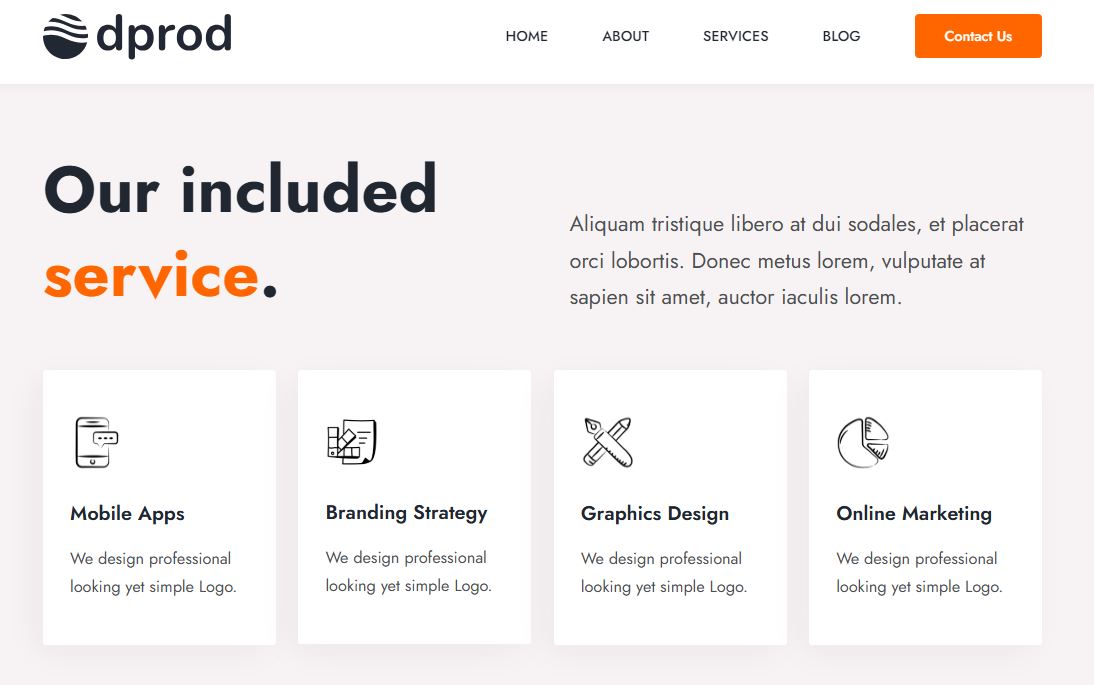 dprod
HOME ABOUT SERVICES BLOG Contact Us
Our included
service.
Aliquam tristique libero at dui sodales, et placerat
orci lobortis. Donec metus lorem, vulputate at
sapien sit amet, auctor iaculis lorem.
Mobile Apps
We design professional
looking yet simple Logo.
Branding Strategy
We design professional
looking yet simple Logo.
Graphics Design
We design professional
looking yet simple Logo.
Online Marketing
We design professional
looking yet simple Logo.